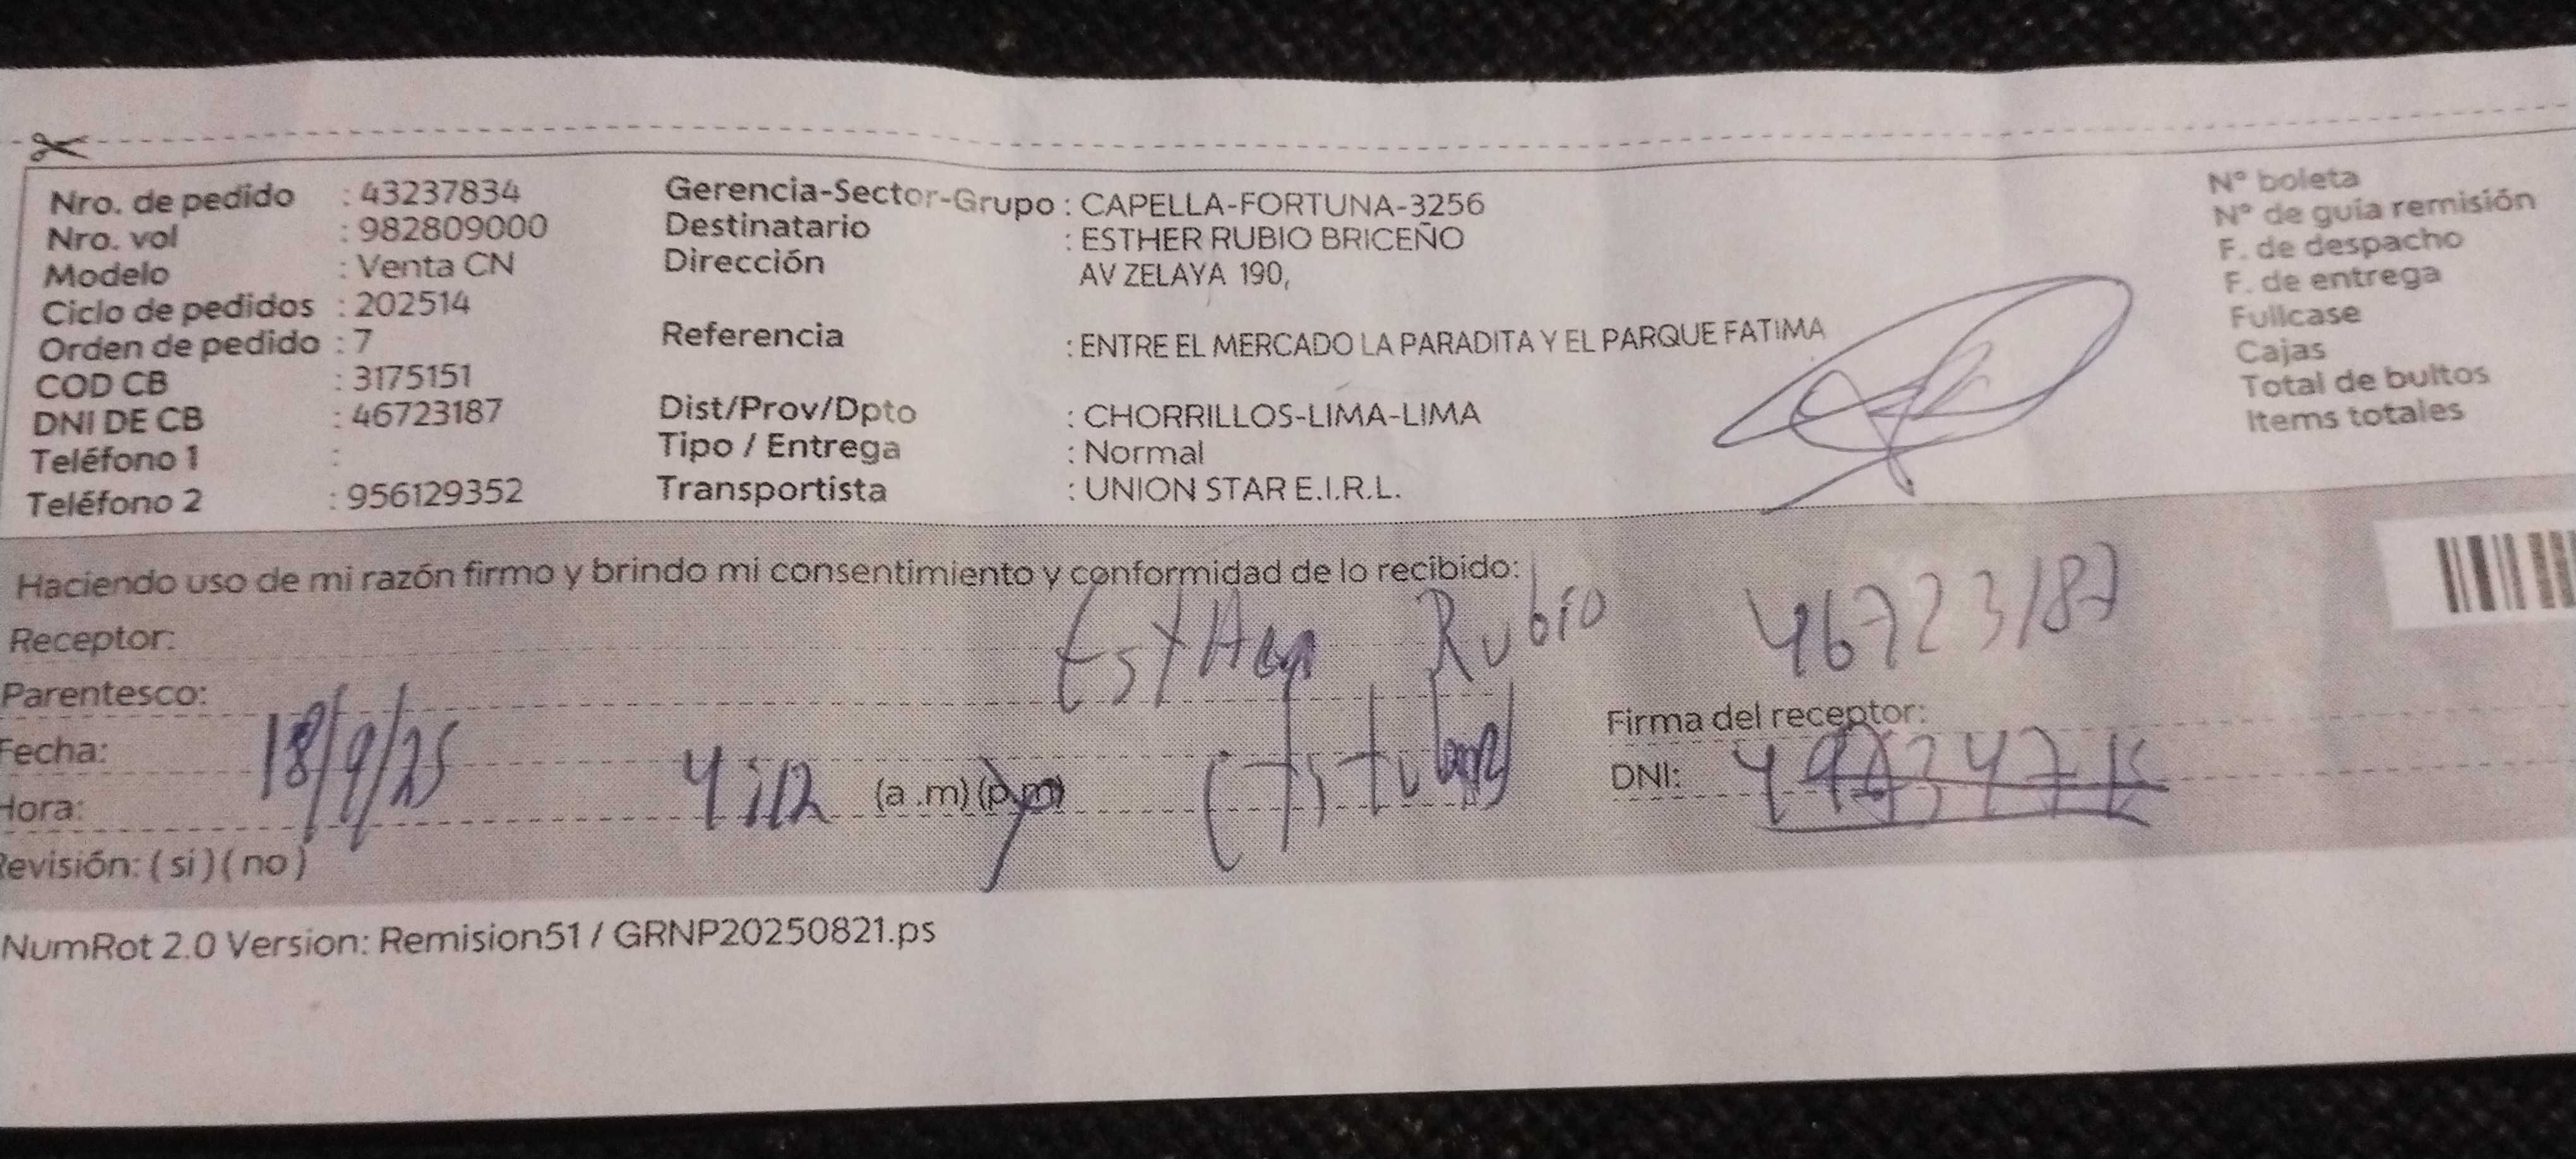 Nro. de pedido : 43237834
Nro. vol : 982809000
Modelo : Venta CN
Ciclo de pedidos : 202514
Orden de pedido : 7
COD CB : 3175151
DNI DE CB : 46723187
Teléfono 1 :
Teléfono 2 : 956129352
Gerencia-Sector-Grupo : CAPELLA-FORTUNA-3256
Destinatario : ESTHER RUBIO BRICEÑO
Dirección AV ZELAYA 190,
Referencia : ENTRE EL MERCADO LA PARADITA Y EL PARQUE FATIMA
Dist/Prov/Dpto : CHORRILLOS-LIMA-LIMA
Tipo / Entrega : Normal
Transportista : UNION STAR E.I.R.L.
N° boleta
N° de guía remisión
F. de despacho
F. de entrega
Fullcase
Cajas
Total de bultos
Items totales
Haciendo uso de mi razón firmo y brindo mi consentimiento y conformidad de lo recibido:
Receptor: Rubio 46723187
Parentesco:
Firma del receptor:
Fecha: 18/9/25
Hora: (a .m) (p.m)
DNI:
Revisión: ( si ) ( no )
NumRot 2.0 Version: Remision51 / GRNP20250821.ps